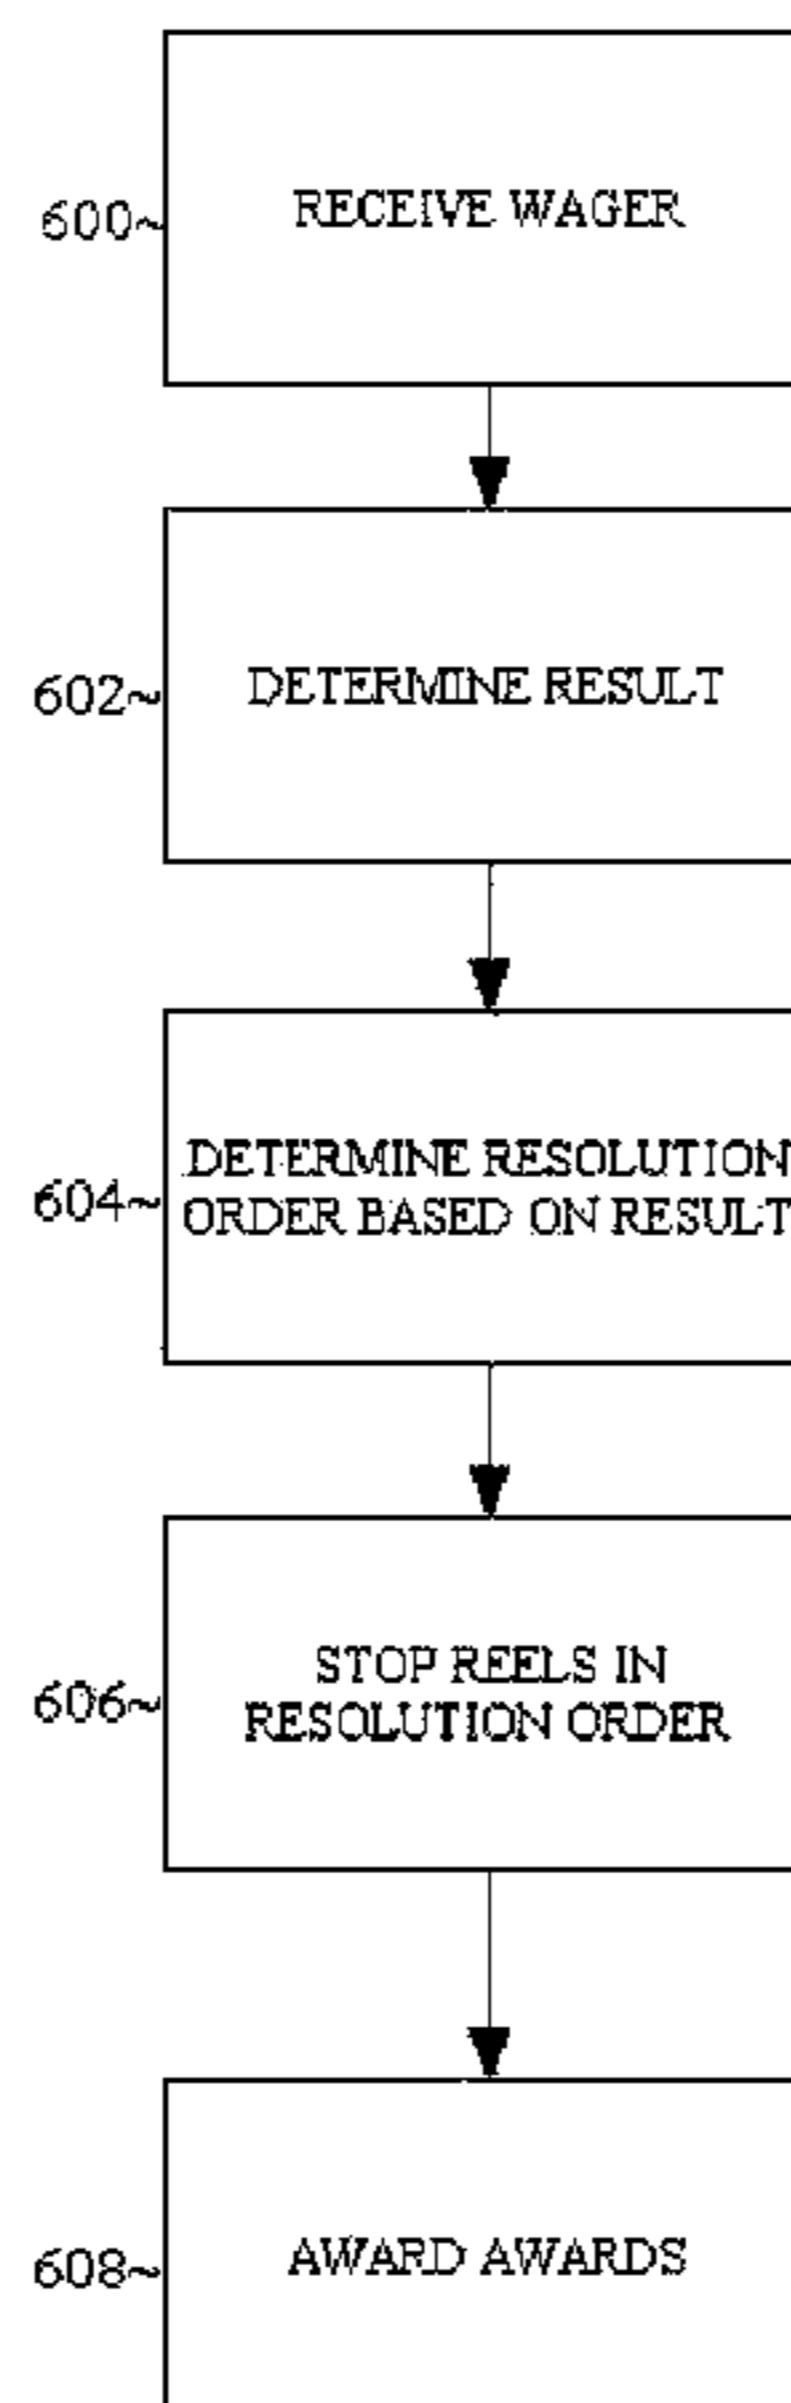 600~ RECEIVE WAGER
602~ DETERMINE RESULT
DETERMINE RESOLUTION
604~ ORDER BASED ON RESULT
STOP REELS IN
606~ RESOLUTION ORDER
608~ AWARD AWARDS